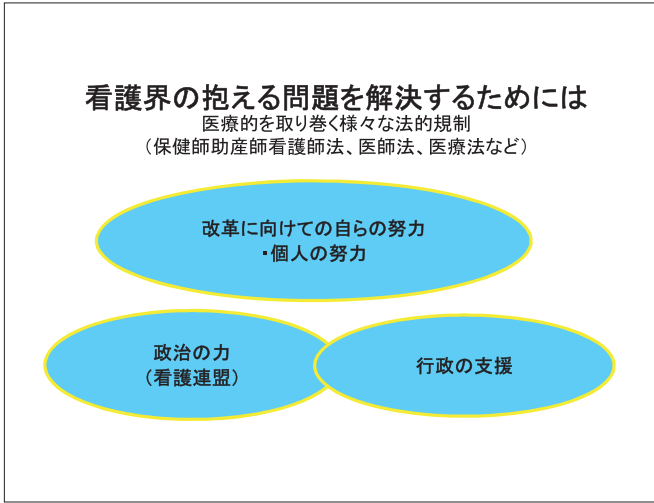 看護界の抱える問題を解決するためには
医療的を取り巻く様々な法的規制
（保健師助産師看護師法、医師法、医療法など）
改革に向けての自らの努力
・個人の努力
政治の力
（看護連盟）
行政の支援